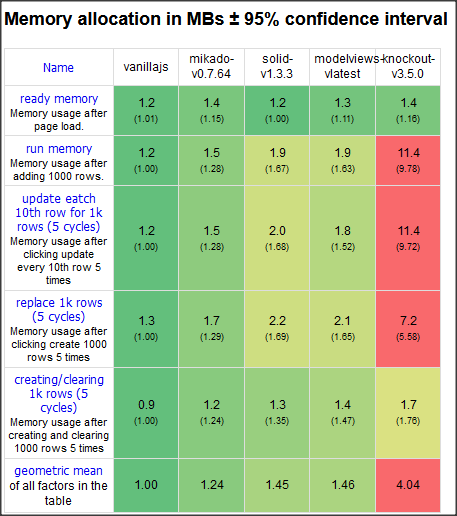 Memory allocation in MBs ± 95% confidence interval
Name vanillajs mikado-v0.7.64 solid-v1.3.3 modelviews-vlatest knockout-v3.5.0
ready memory
Memory usage after
page load.
1.2 1.4 1.2 1.3 1.4
(1.01) (1.15) (1.00) (1.11) (1.16)
run memory
Memory usage after
adding 1000 rows.
1.2 1.5 1.9 1.9 11.4
(1.00) (1.28) (1.67) (1.63) (9.78)
update eatch
10th row for 1k
rows (5 cycles)
Memory usage after
clicking update
every 10th row 5
times
1.2 1.5 2.0 1.8 11.4
(1.00) (1.28) (1.68) (1.52) (9.72)
replace 1k rows
(5 cycles)
Memory usage after
clicking create 1000
rows 5 times
1.3 1.7 2.2 2.1 7.2
(1.00) (1.29) (1.69) (1.65) (5.58)
creating/clearing
1k rows (5
cycles)
Memory usage after
creating and clearing
1000 rows 5 times
0.9 1.2 1.3 1.4 1.7
(1.00) (1.24) (1.35) (1.47) (1.76)
geometric mean
of all factors in the
table
1.00 1.24 1.45 1.46 4.04